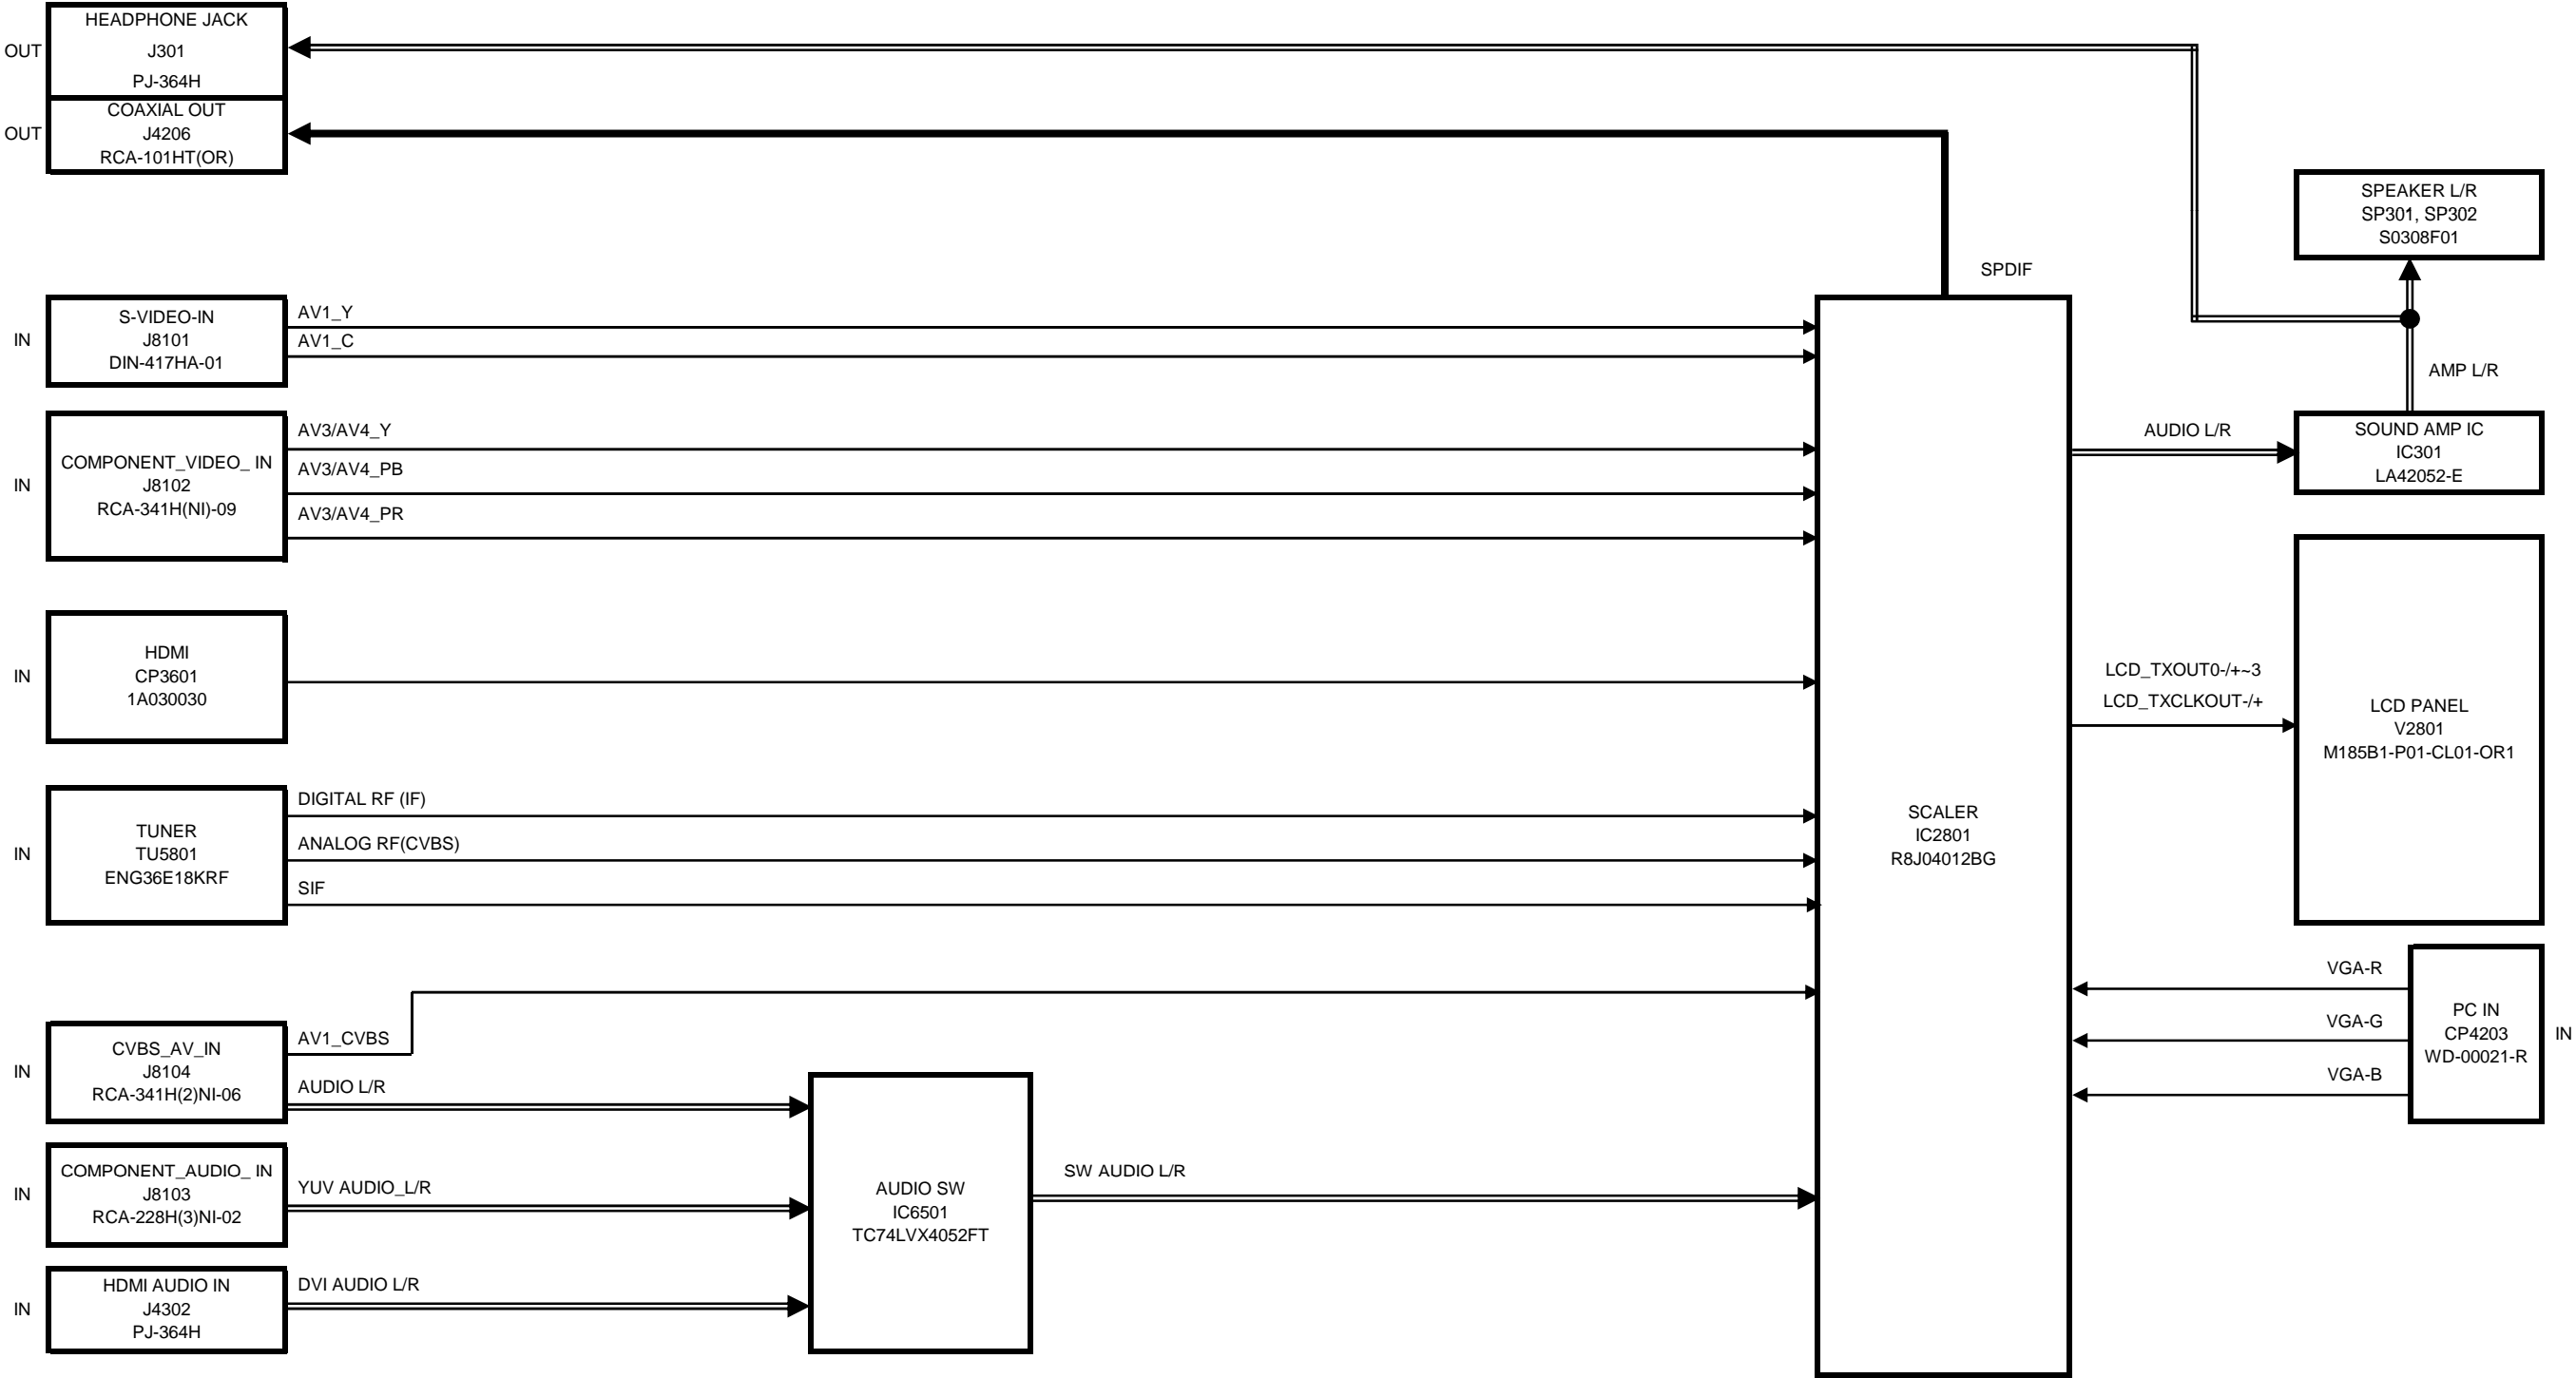 HEADPHONE JACK
J301
PJ-364H
OUT
COAXIAL OUT
J4206
RCA-101HT(OR)
OUT
SPEAKER L/R
SP301, SP302
S0308F01
SPDIF
S-VIDEO-IN
J8101
DIN-417HA-01
IN
AV1_Y
AV1_C
AMP L/R
COMPONENT_VIDEO_ IN
J8102
RCA-341H(NI)-09
IN
AV3/AV4_Y
AV3/AV4_PB
AV3/AV4_PR
AUDIO L/R
SOUND AMP IC
IC301
LA42052-E
HDMI
CP3601
1A030030
IN
LCD_TXOUT0-/+~3
LCD_TXCLKOUT-/+
LCD PANEL
V2801
M185B1-P01-CL01-OR1
TUNER
TU5801
ENG36E18KRF
IN
DIGITAL RF (IF)
ANALOG RF(CVBS)
SIF
SCALER
IC2801
R8J04012BG
VGA-R
VGA-G
VGA-B
PC IN
CP4203
WD-00021-R
IN
CVBS_AV_IN
J8104
RCA-341H(2)NI-06
IN
AV1_CVBS
AUDIO L/R
COMPONENT_AUDIO_ IN
J8103
RCA-228H(3)NI-02
IN
YUV AUDIO_L/R
AUDIO SW
IC6501
TC74LVX4052FT
SW AUDIO L/R
HDMI AUDIO IN
J4302
PJ-364H
IN
DVI AUDIO L/R